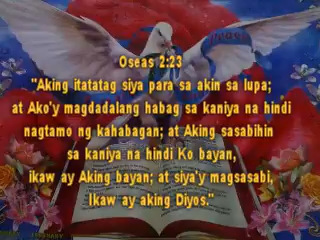 Oseas 2:23
"Aking itatatag siya para sa akin sa lupa;
at Ako'y magdadalang habag sa kaniya na hindi
nagtamo ng kahabagan; at Aking sasabihin
sa kaniya na hindi Ko bayan,
ikaw ay Aking bayan; at siya'y magsasabi,
Ikaw ay aking Diyos."